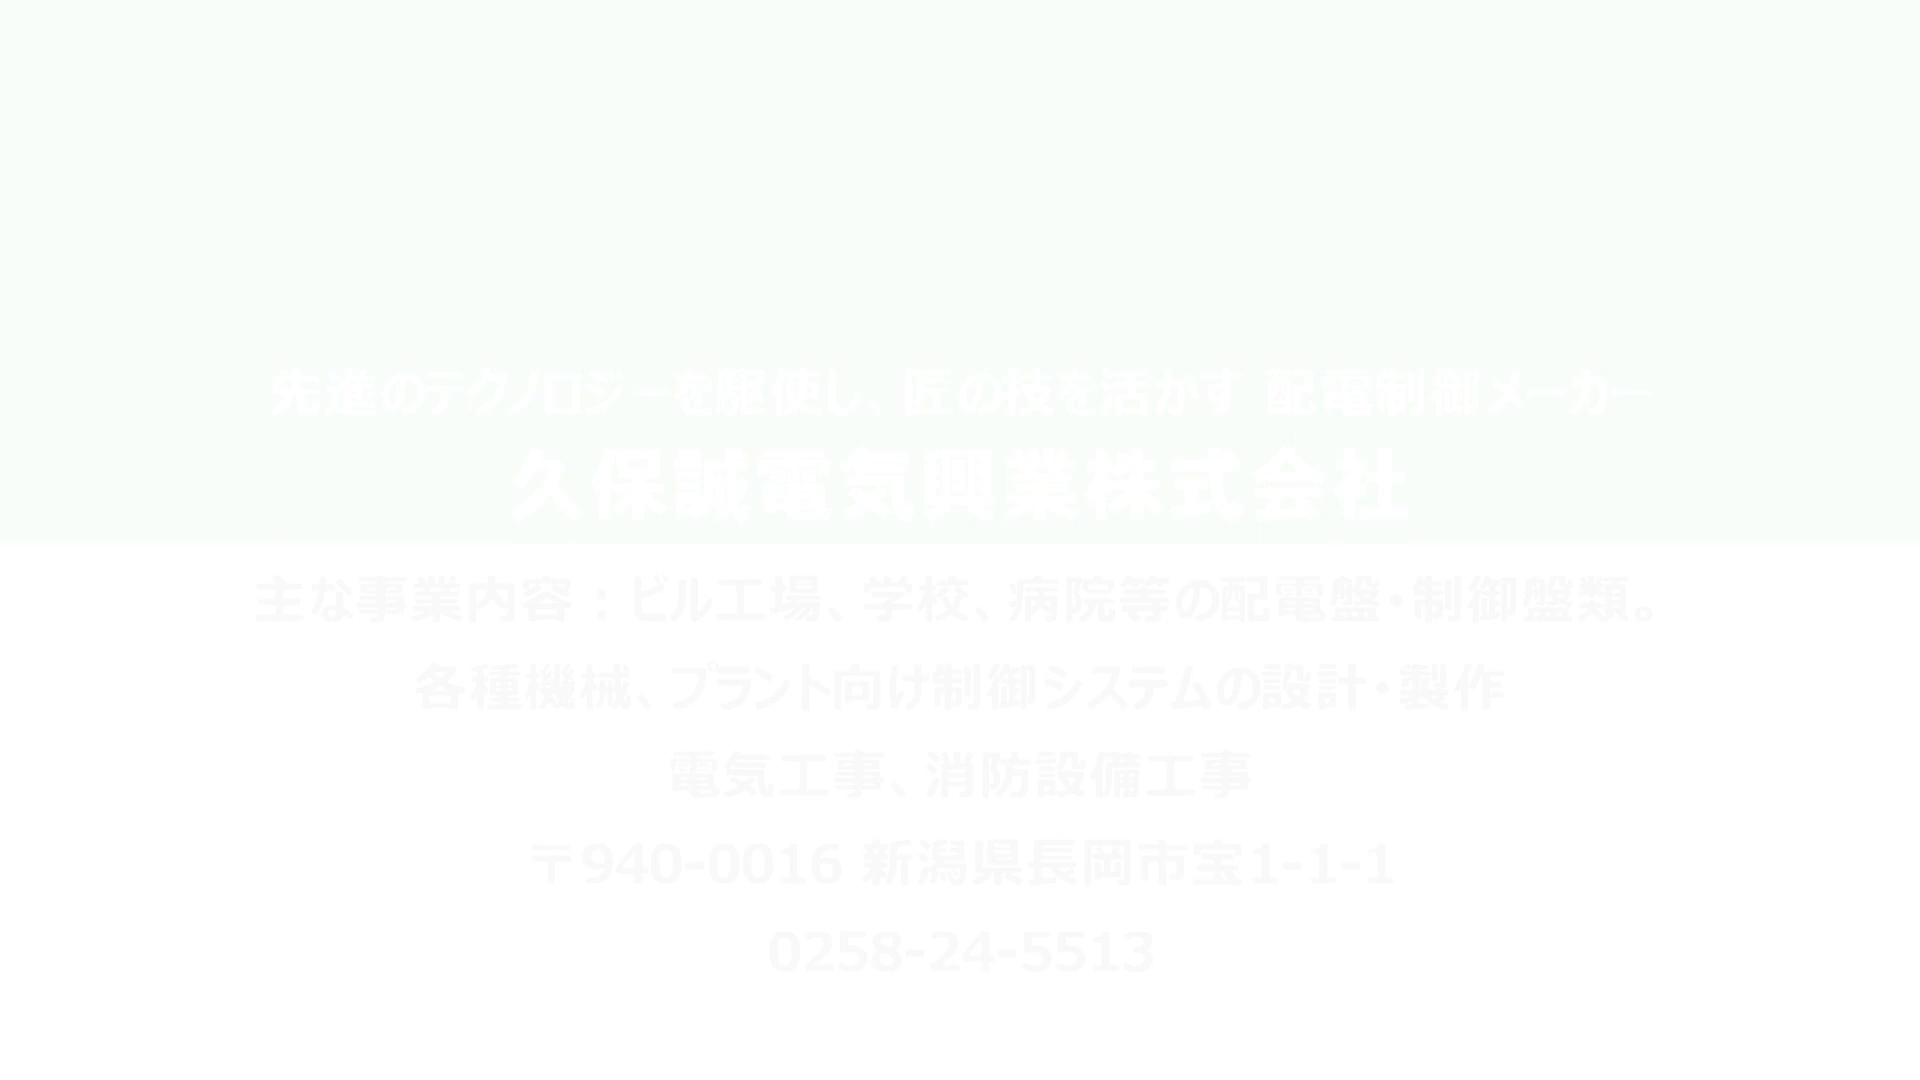 先進のテクノロジーを駆使し、匠の技を活かす 配電制御メーカー
久保誠電気興業株式会社
主な事業内容：ビル工場、学校、病院等の配電盤・制御盤類。
各種機械、プラント向け制御システムの設計・製作
電気工事、消防設備工事
〒940-0016 新潟県長岡市宝1-1-1
0258-24-5513